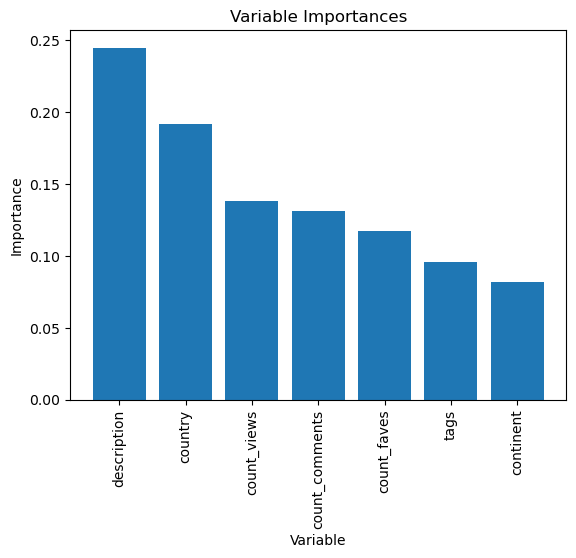 Variable Importances
Importance
0.25
0.20
0.15
0.10
0.05
0.00
description
country
count_views
count_comments
count_faves
tags
continent
Variable